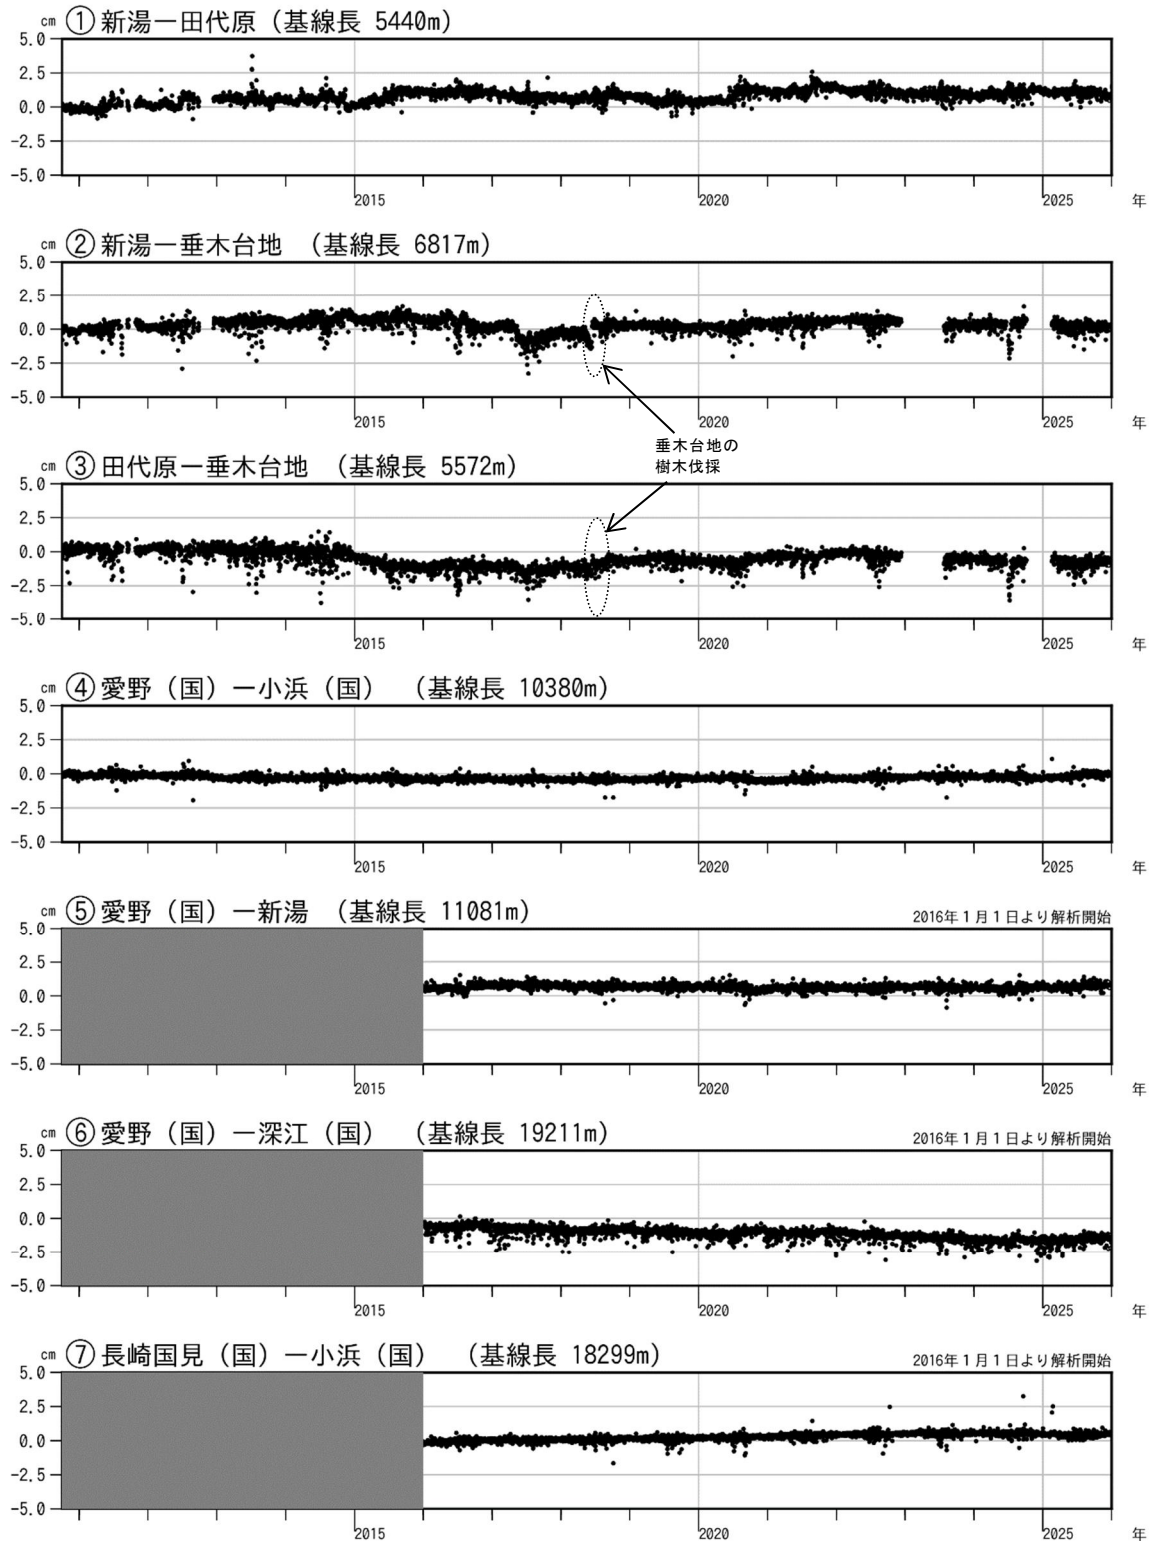 cm ①新湯ー田代原（基線長 5440m）
5.0
2.5
0.0
-2.5
-5.0
2015 2020 2025 年
cm ②新湯ー垂木台地 （基線長 6817m）
5.0
2.5
0.0
-2.5
-5.0
2015 2020 2025 年
垂木台地の
樹木伐採
cm ③田代原ー垂木台地 （基線長 5572m）
5.0
2.5
0.0
-2.5
-5.0
2015 2020 2025 年
cm ④愛野（国）ー小浜（国） （基線長 10380m）
5.0
2.5
0.0
-2.5
-5.0
2015 2020 2025 年
cm ⑤愛野（国）ー新湯 （基線長 11081m） 2016年１月１日より解析開始
5.0
2.5
0.0
-2.5
-5.0
2015 2020 2025 年
cm ⑥愛野（国）ー深江（国） （基線長 19211m） 2016年１月１日より解析開始
5.0
2.5
0.0
-2.5
-5.0
2015 2020 2025 年
cm ⑦長崎国見（国）ー小浜（国） （基線長 18299m） 2016年１月１日より解析開始
5.0
2.5
0.0
-2.5
-5.0
2015 2020 2025 年